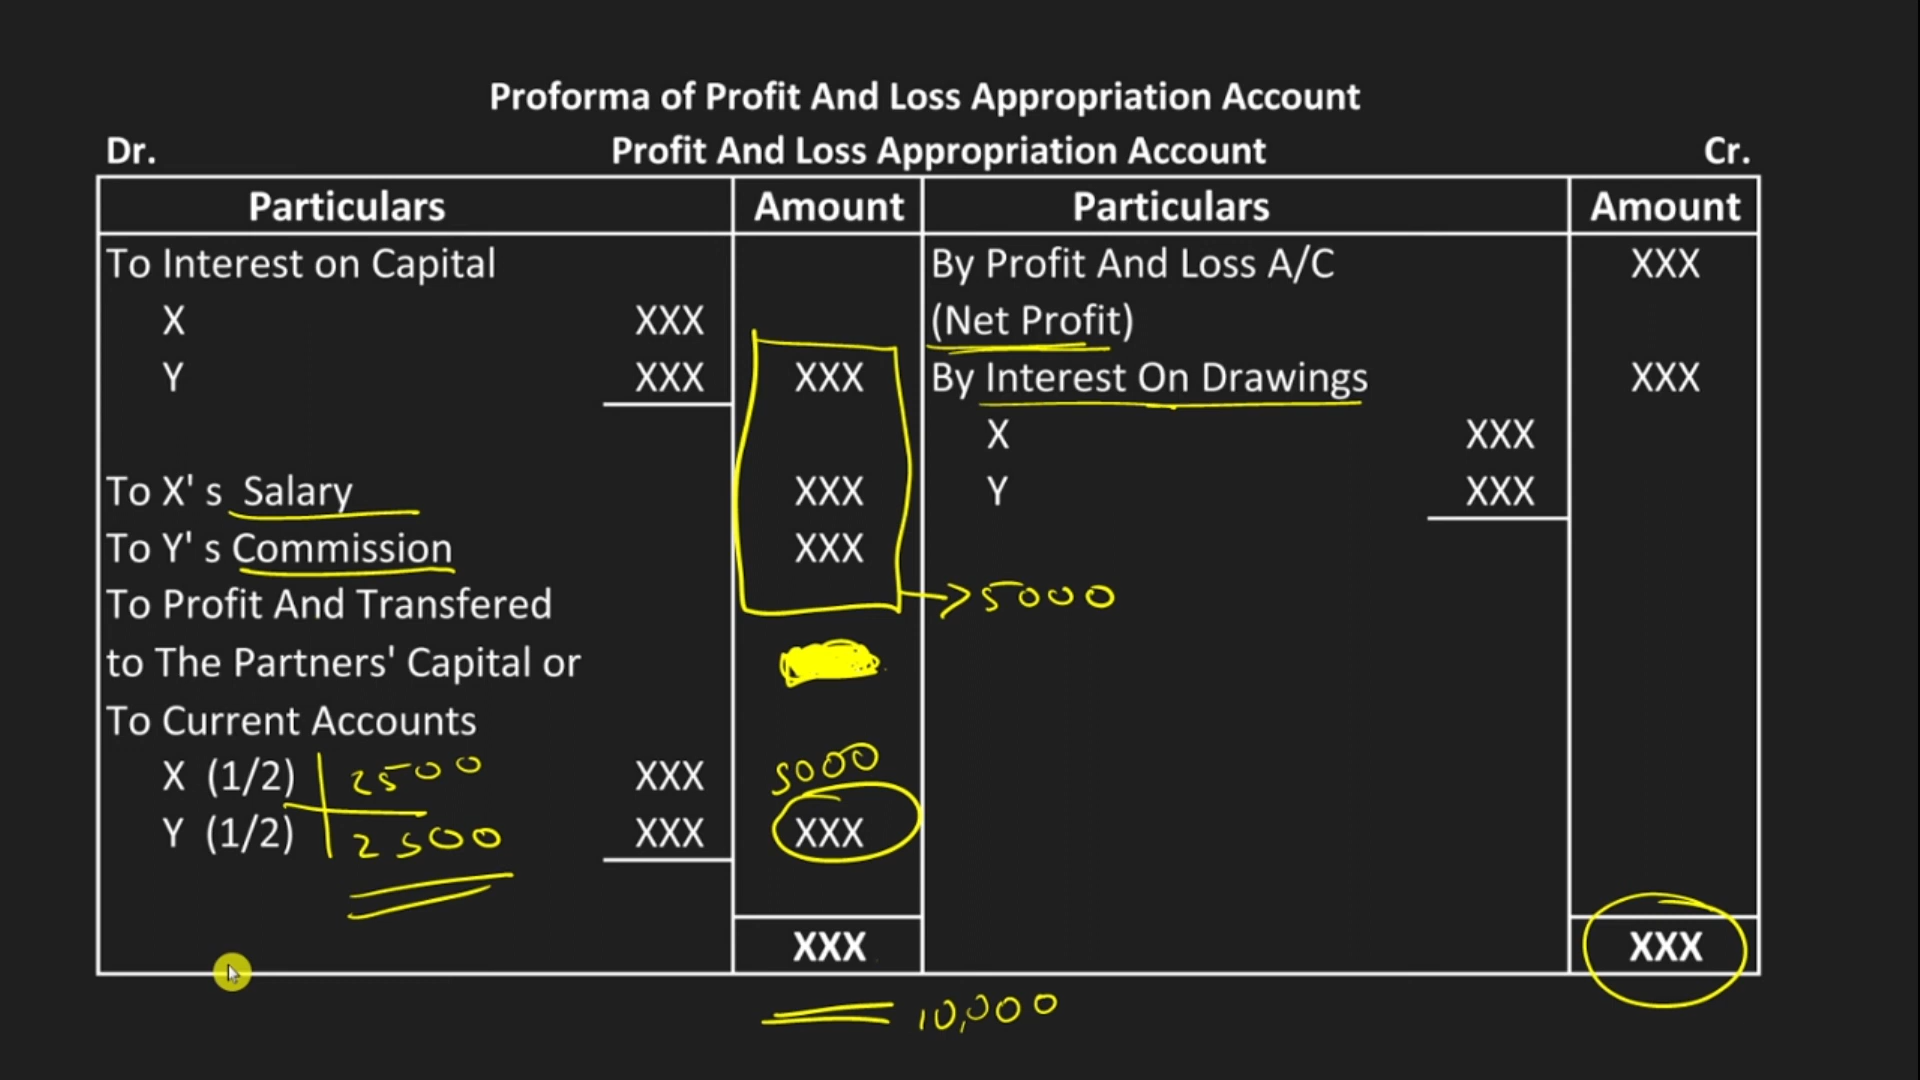 Proforma of Profit And Loss Appropriation Account
Dr. Profit And Loss Appropriation Account Cr.
Particulars Amount Particulars Amount
To Interest on Capital By Profit And Loss A/C XXX
X XXX (Net Profit)
Y XXX XXX By Interest On Drawings XXX
X XXX
To X' s Salary XXX Y XXX
To Y' s Commission XXX
To Profit And Transfered → 5000
to The Partners' Capital or
To Current Accounts
X (1/2) 2500 XXX 5000
Y (1/2) 2500 XXX XXX
XXX XXX
10,000